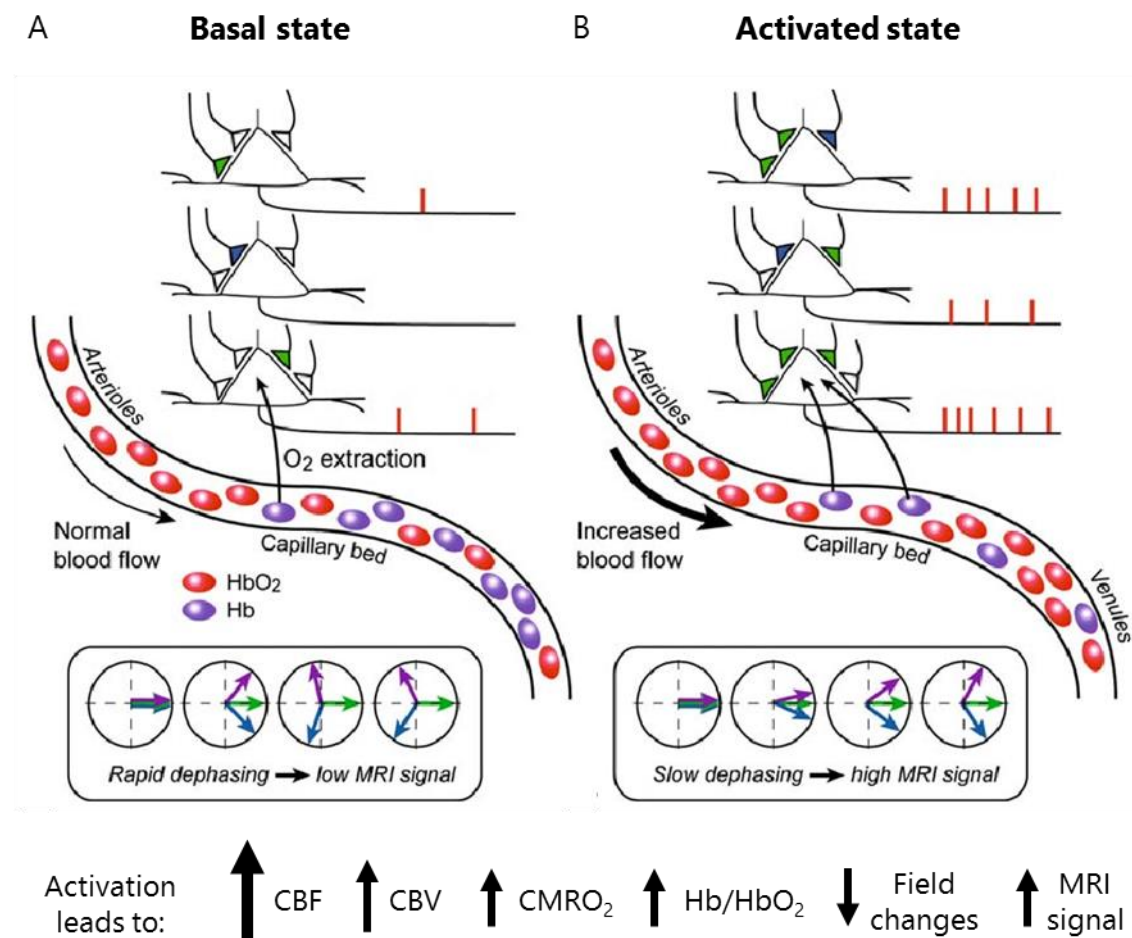 A
Basal state
Arterioles
O₂ extraction
Normal
blood flow
Capillary bed
HbO₂
Hb
Rapid dephasing → low MRI signal
B
Activated state
Arterioles
Increased
blood flow
Capillary bed
Venules
Slow dephasing → high MRI signal
Activation
leads to:
↑ CBF
↑ CBV
↑ CMRO₂
↑ Hb/HbO₂
↓ Field
changes
↑ MRI
signal